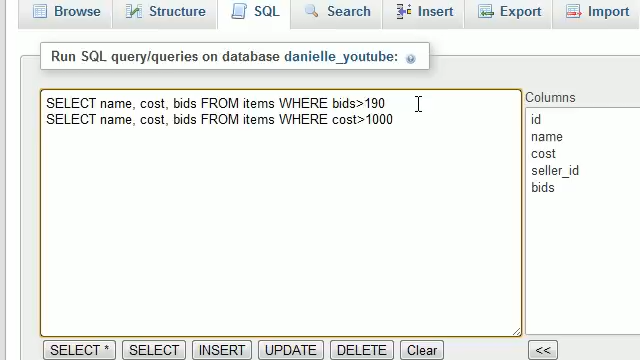 Browse Structure SQL Search Insert Export Import
Run SQL query/queries on database danielle_youtube:
SELECT name, cost, bids FROM items WHERE bids>190
SELECT name, cost, bids FROM items WHERE cost>1000
Columns
id
name
cost
seller_id
bids
SELECT * SELECT INSERT UPDATE DELETE Clear <<